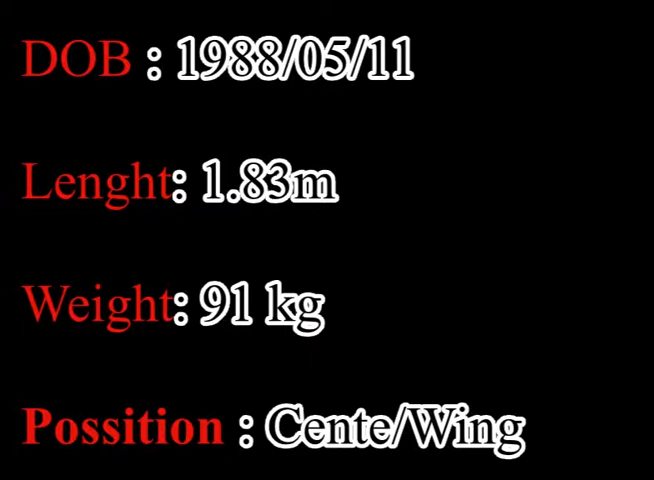 DOB : 1988/05/11
Lenght: 1.83m
Weight: 91 kg
Possition : Cente/Wing